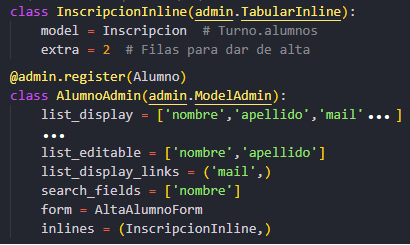 class InscripcionInline(admin.TabularInline):
    model = Inscripcion  # Turno.alumnos
    extra = 2  # Filas para dar de alta
@admin.register(Alumno)
class AlumnoAdmin(admin.ModelAdmin):
    list_display = ['nombre','apellido','mail'...]
    ...
    list_editable = ['nombre','apellido']
    list_display_links = ('mail',)
    search_fields = ['nombre']
    form = AltaAlumnoForm
    inlines = (InscripcionInline,)